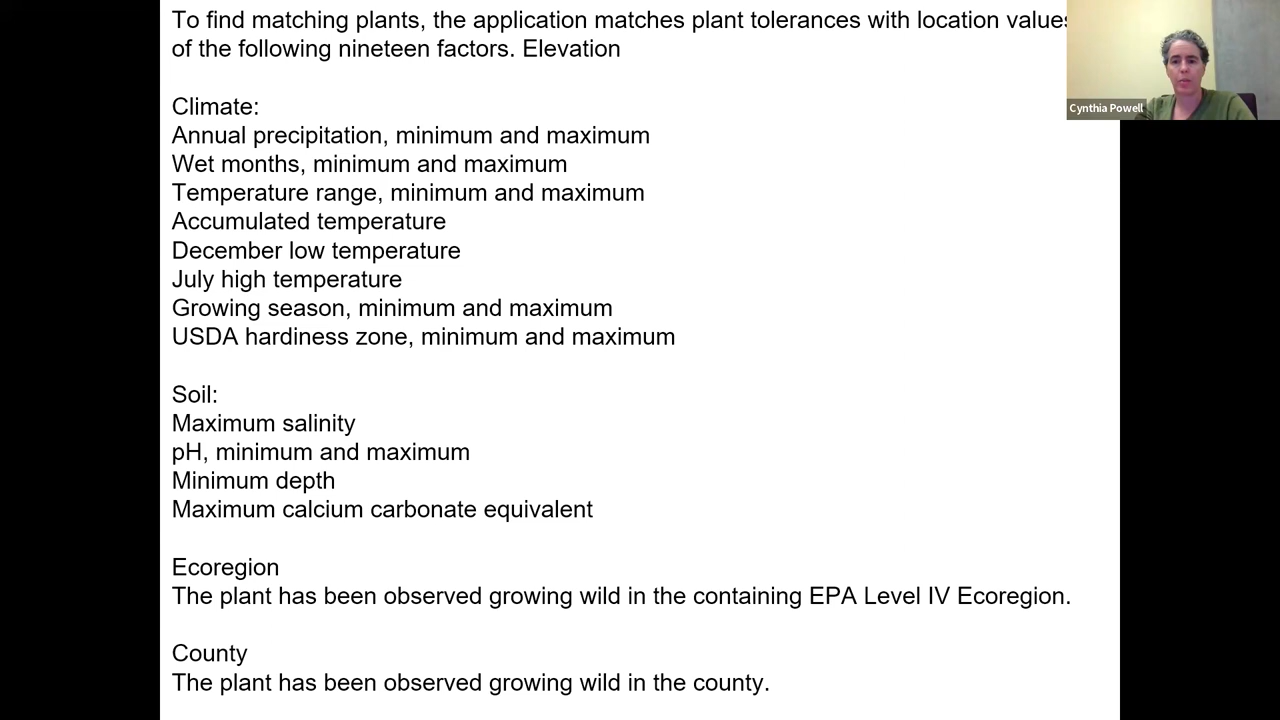 To find matching plants, the application matches plant tolerances with location values
of the following nineteen factors. Elevation
Climate:
Annual precipitation, minimum and maximum
Wet months, minimum and maximum
Temperature range, minimum and maximum
Accumulated temperature
December low temperature
July high temperature
Growing season, minimum and maximum
USDA hardiness zone, minimum and maximum
Soil:
Maximum salinity
pH, minimum and maximum
Minimum depth
Maximum calcium carbonate equivalent
Ecoregion
The plant has been observed growing wild in the containing EPA Level IV Ecoregion.
County
The plant has been observed growing wild in the county.
Cynthia Powell